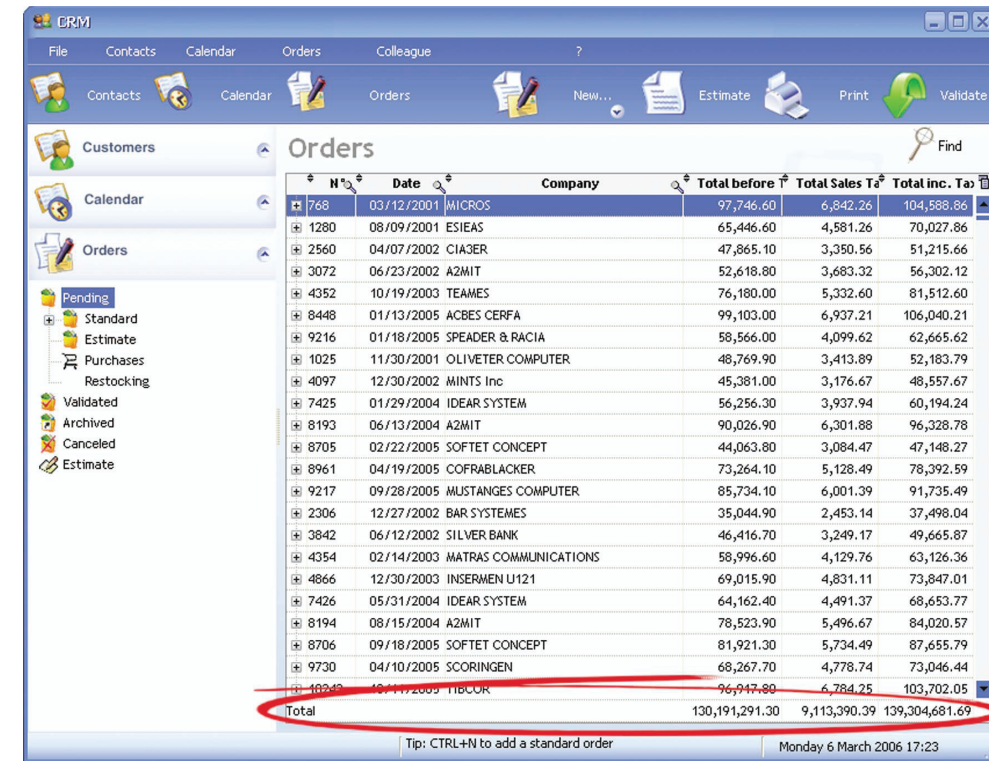 CRM
File Contacts Calendar Orders Colleague ?
Contacts Calendar Orders New... Estimate Print Validate
Customers
Calendar
Orders
Pending
Standard
Estimate
Purchases
Restocking
Validated
Archived
Canceled
Estimate
Orders Find
N° Date Company Total before T Total Sales Ta Total inc. Tax
768 03/12/2001 MICROS 97,746.60 6,842.26 104,588.86
1280 08/09/2001 ESIEAS 65,446.60 4,581.26 70,027.86
2560 04/07/2002 CIA3ER 47,865.10 3,350.56 51,215.66
3072 06/23/2002 A2MIT 52,618.80 3,683.32 56,302.12
4352 10/19/2003 TEAMES 76,180.00 5,332.60 81,512.60
8448 01/13/2005 ACBES CERFA 99,103.00 6,937.21 106,040.21
9216 01/18/2005 SPEADER & RACIA 58,566.00 4,099.62 62,665.62
1025 11/30/2001 OLIVETER COMPUTER 48,769.90 3,413.89 52,183.79
4097 12/30/2002 MINTS Inc 45,381.00 3,176.67 48,557.67
7425 01/29/2004 IDEAR SYSTEM 56,256.30 3,937.94 60,194.24
8193 06/13/2004 A2MIT 90,026.90 6,301.88 96,328.78
8705 02/22/2005 SOFTET CONCEPT 44,063.80 3,084.47 47,148.27
8961 04/19/2005 COFRABLACKER 73,264.10 5,128.49 78,392.59
9217 09/28/2005 MUSTANGES COMPUTER 85,734.10 6,001.39 91,735.49
2306 12/27/2002 BAR SYSTEMES 35,044.90 2,453.14 37,498.04
3842 06/12/2002 SILVER BANK 46,416.70 3,249.17 49,665.87
4354 02/14/2003 MATRAS COMMUNICATIONS 58,996.60 4,129.76 63,126.36
4866 12/30/2003 INSERMEN U121 69,015.90 4,831.11 73,847.01
7426 05/31/2004 IDEAR SYSTEM 64,162.40 4,491.37 68,653.77
8194 08/15/2004 A2MIT 78,523.90 5,496.67 84,020.57
8706 09/18/2005 SOFTET CONCEPT 81,921.30 5,734.49 87,655.79
9730 04/10/2005 SCORINGEN 68,267.70 4,778.74 73,046.44
TIBCOR 96,917.80 6,784.25 103,702.05
Total 130,191,291.30 9,113,390.39 139,304,681.69
Tip: CTRL+N to add a standard order Monday 6 March 2006 17:23